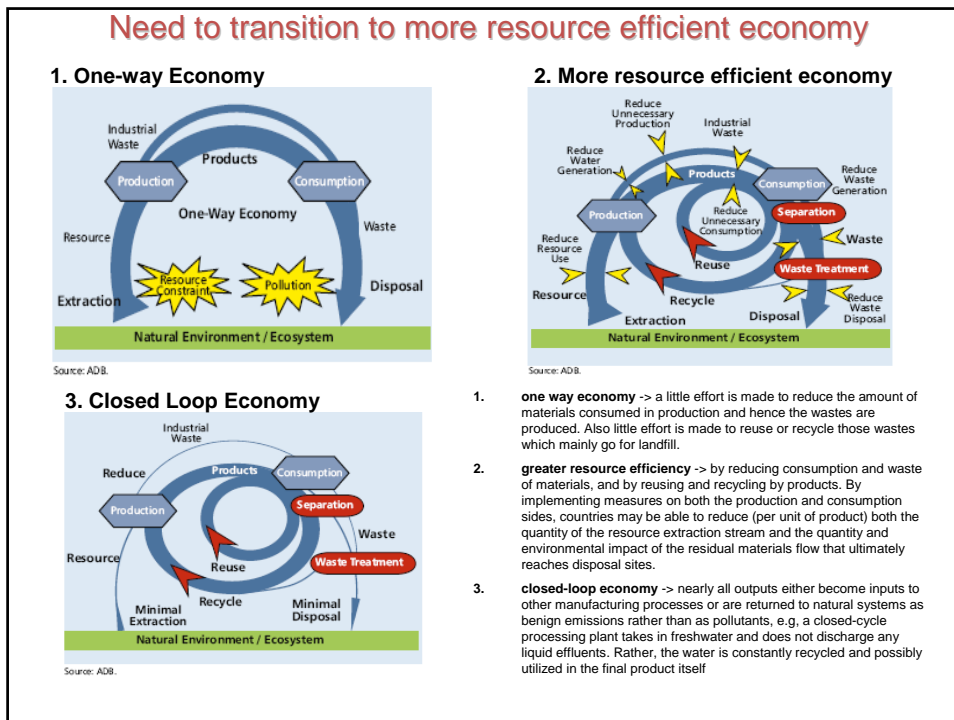 Need to transition to more resource efficient economy
1. One-way Economy
Industrial
Waste
Products
Production
Consumption
One-Way Economy
Resource
Waste
Resource
Constraint
Pollution
Extraction
Disposal
Natural Environment / Ecosystem
Source: ADB.
2. More resource efficient economy
Reduce
Unnecessary
Production
Industrial
Waste
Reduce
Water
Generation
Products
Consumption
Reduce
Waste
Generation
Production
Reduce
Unnecessary
Consumption
Separation
Reduce
Resource
Use
Waste
Reuse
Waste Treatment
Resource
Recycle
Reduce
Waste
Disposal
Extraction
Disposal
Natural Environment / Ecosystem
Source: ADB.
3. Closed Loop Economy
Industrial
Waste
Reduce
Products
Consumption
Production
Separation
Waste
Resource
Reuse
Waste Treatment
Recycle
Minimal
Extraction
Minimal
Disposal
Natural Environment / Ecosystem
Source: ADB.
1. one way economy -> a little effort is made to reduce the amount of
materials consumed in production and hence the wastes are
produced. Also little effort is made to reuse or recycle those wastes
which mainly go for landfill.
2. greater resource efficiency -> by reducing consumption and waste
of materials, and by reusing and recycling by products. By
implementing measures on both the production and consumption
sides, countries may be able to reduce (per unit of product) both the
quantity of the resource extraction stream and the quantity and
environmental impact of the residual materials flow that ultimately
reaches disposal sites.
3. closed-loop economy -> nearly all outputs either become inputs to
other manufacturing processes or are returned to natural systems as
benign emissions rather than as pollutants, e.g, a closed-cycle
processing plant takes in freshwater and does not discharge any
liquid effluents. Rather, the water is constantly recycled and possibly
utilized in the final product itself